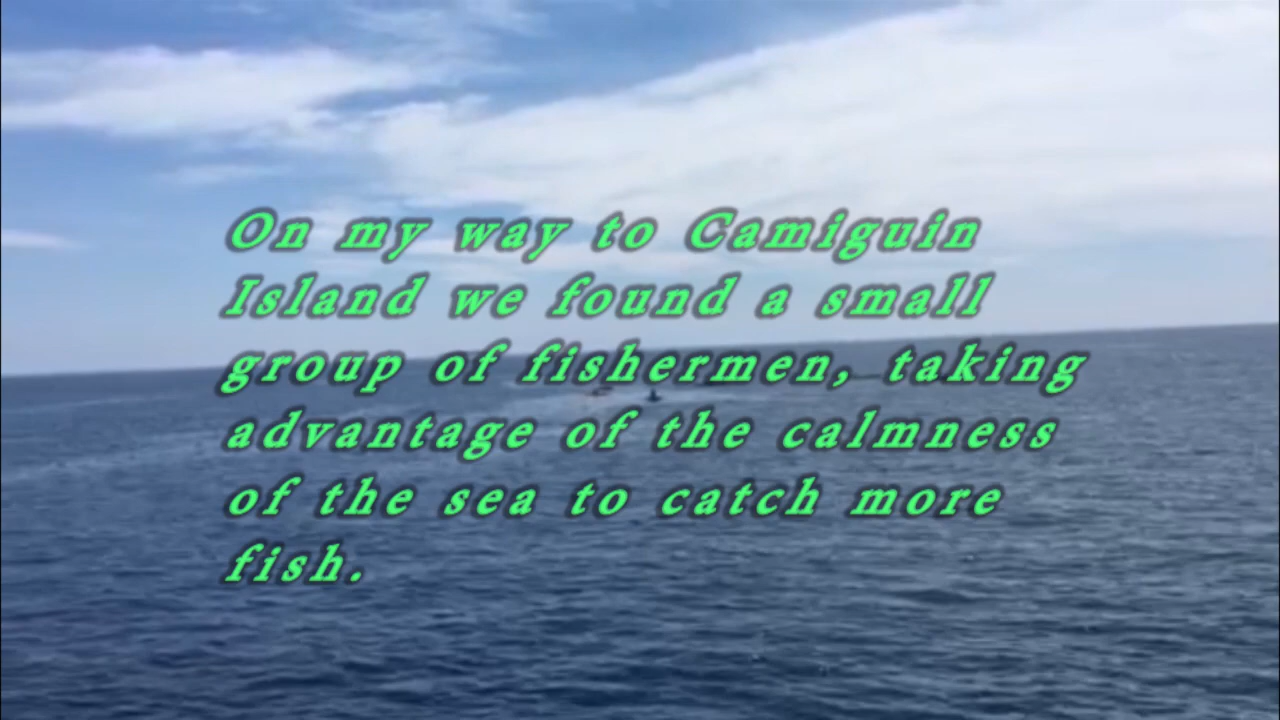 On my way to Camiguin
Island we found a small
group of fishermen, taking
advantage of the calmness
of the sea to catch more
fish.